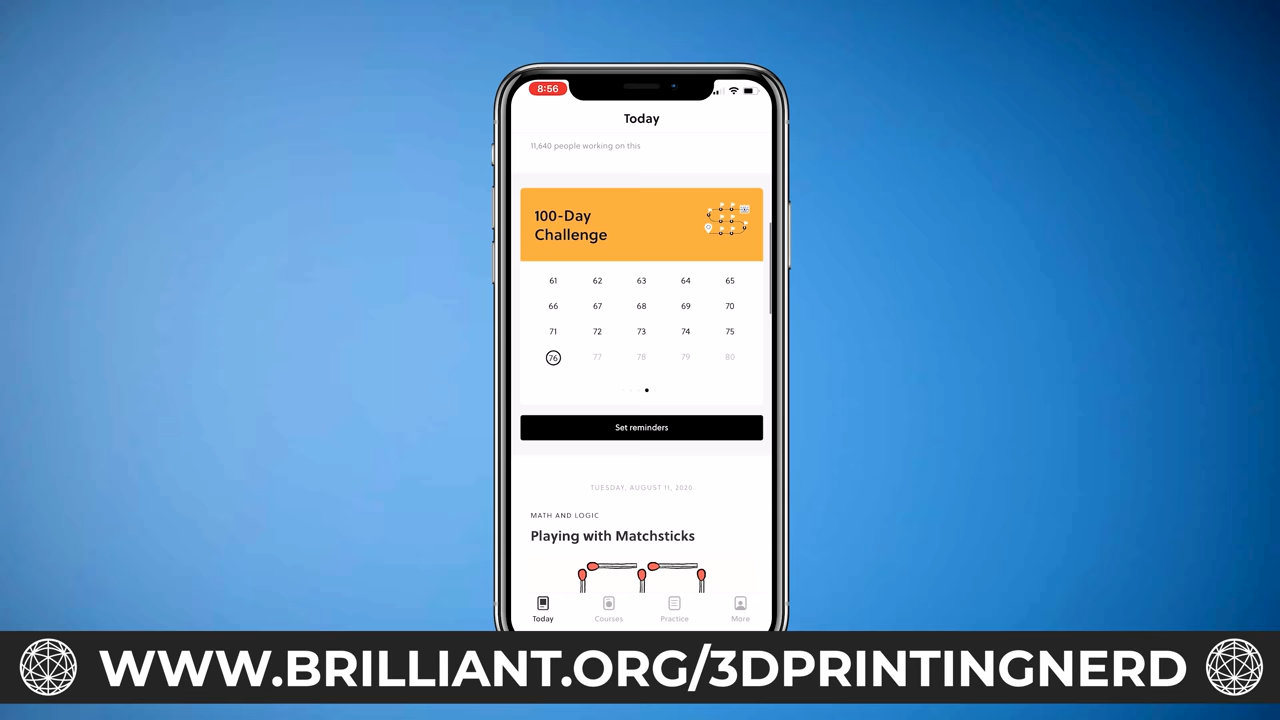 8:56
Today
11,640 people working on this
100-Day
Challenge
61 62 63 64 65
66 67 68 69 70
71 72 73 74 75
76 77 78 79 80
Set reminders
TUESDAY, AUGUST 11, 2020
MATH AND LOGIC
Playing with Matchsticks
Today Courses Practice More
WWW.BRILLIANT.ORG/3DPRINTINGNERD